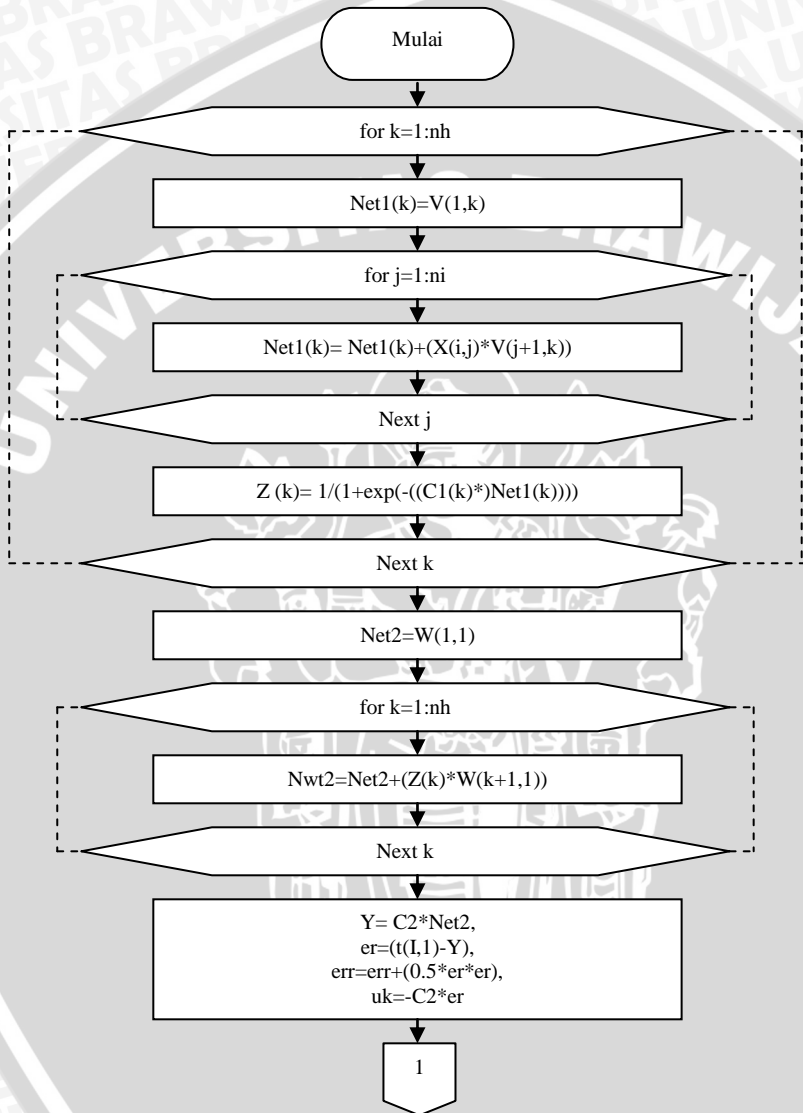 Mulai
for k=1:nh
Net1(k)=V(1,k)
for j=1:ni
Net1(k)= Net1(k)+(X(i,j)*V(j+1,k))
Next j
Z (k)= 1/(1+exp(-((C1(k)*)Net1(k))))
Next k
Net2=W(1,1)
for k=1:nh
Nwt2=Net2+(Z(k)*W(k+1,1))
Next k
Y= C2*Net2,
er=(t(I,1)-Y),
err=err+(0.5*er*er),
uk=-C2*er
1